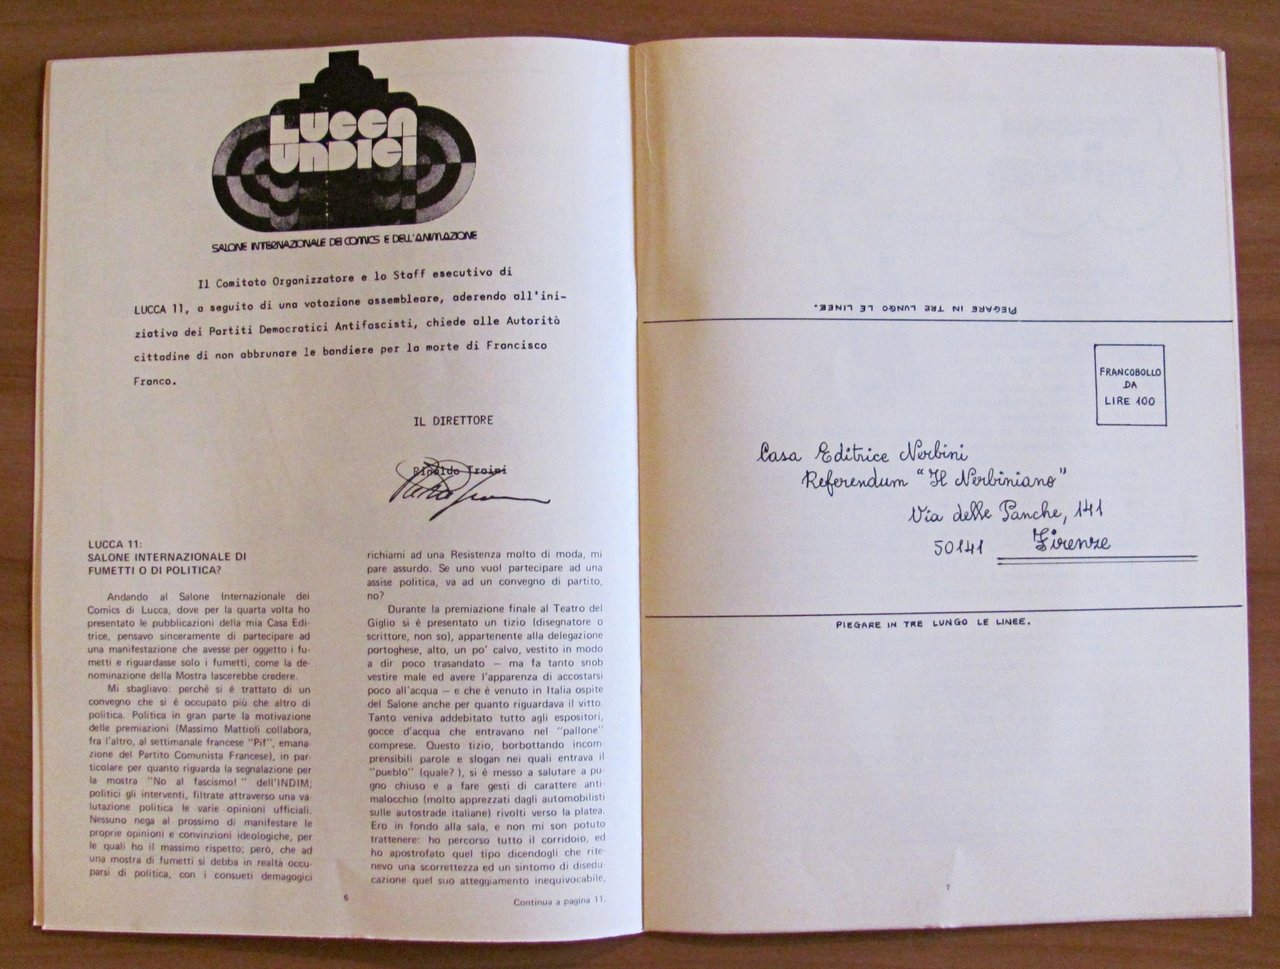 LUCCA
UNDICI
SALONE INTERNAZIONALE DEI COMICS E DELL'ANIMAZIONE
Il Comitato Organizzatore e lo Staff esecutivo di
LUCCA 11, a seguito di una votazione assembleare, aderendo all'ini-
ziativa dei Partiti Democratici Antifascisti, chiede alle Autorità
cittadine di non abbrunare le bandiere per la morte di Francisco
Franco.
IL DIRETTORE
Rinaldo Traini
LUCCA 11:
SALONE INTERNAZIONALE DI
FUMETTI O DI POLITICA?
Andando al Salone Internazionale dei
Comics di Lucca, dove per la quarta volta ho
presentato le pubblicazioni della mia Casa Edi-
trice, pensavo sinceramente di partecipare ad
una manifestazione che avesse per oggetto i fu-
metti e riguardasse solo i fumetti, come la de-
nominazione della Mostra lascerebbe credere.
Mi sbagliavo: perchè si è trattato di un
convegno che si è occupato più che altro di
politica. Politica in gran parte la motivazione
delle premiazioni (Massimo Mattioli collabora,
fra l'altro, al settimanale francese "Pif", emana-
zione del Partito Comunista Francese), in par-
ticolare per quanto riguarda la segnalazione per
la mostra "No al fascismo!" dell'INDIM;
politici gli interventi, filtrate attraverso una va-
lutazione politica le varie opinioni ufficiali.
Nessuno nega al prossimo di manifestare le
proprie opinioni e convinzioni ideologiche, per
le quali ho il massimo rispetto; però, che ad
una mostra di fumetti si debba in realtà occu-
parsi di politica, con i consueti demagogici
richiami ad una Resistenza molto di moda, mi
pare assurdo. Se uno vuol partecipare ad una
assise politica, va ad un convegno di partito,
no?
Durante la premiazione finale al Teatro del
Giglio si è presentato un tizio (disegnatore o
scrittore, non so), appartenente alla delegazione
portoghese, alto, un po' calvo, vestito in modo
a dir poco trasandato — ma fa tanto snob
vestire male ed avere l'apparenza di accostarsi
poco all'acqua — e che è venuto in Italia ospite
del Salone anche per quanto riguardava il vitto.
Tanto veniva addebitato tutto agli espositori,
gocce d'acqua che entravano nel "pallone"
comprese. Questo tizio, borbottando incom-
prensibili parole e slogan nei quali entrava il
"pueblo" (quale?), si è messo a salutare a pu-
gno chiuso e a fare gesti di carattere anti-
malocchio (molto apprezzati dagli automobilisti
sulle autostrade italiane) rivolti verso la platea.
Ero in fondo alla sala, e non mi son potuto
trattenere: ho percorso tutto il corridoio, ed
ho apostrofato quel tipo dicendogli che rite-
nevo una scorrettezza ed un sintomo di disedu-
cazione quel suo atteggiamento inequivocabile,
6
Continua a pagina 11.
PIEGARE IN TRE LUNGO LE LINEE.
FRANCOBOLLO
DA
LIRE 100
Casa Editrice Nerbini
Referendum "Il Nerbiniano"
Via delle Panche, 141
50141 Firenze
PIEGARE IN TRE LUNGO LE LINEE.
7